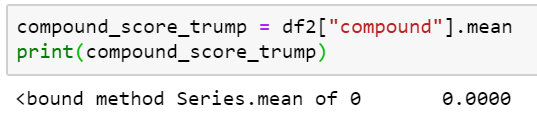 compound_score_trump = df2["compound"].mean
print(compound_score_trump)
<bound method Series.mean of 0 0.0000